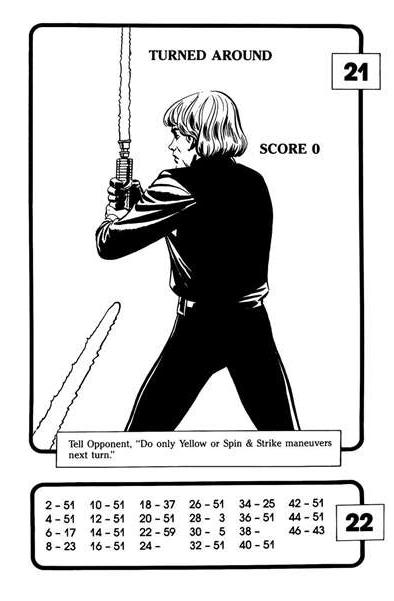 TURNED AROUND
21
SCORE 0
Tell Opponent, “Do only Yellow or Spin & Strike maneuvers
next turn.”
2 - 51 10 - 51 18 - 37 26 - 51 34 - 25 42 - 51
4 - 51 12 - 51 20 - 51 28 - 3 36 - 51 44 - 51
6 - 17 14 - 51 22 - 59 30 - 5 38 - 46 - 43
8 - 23 16 - 51 24 - 32 - 51 40 - 51
22